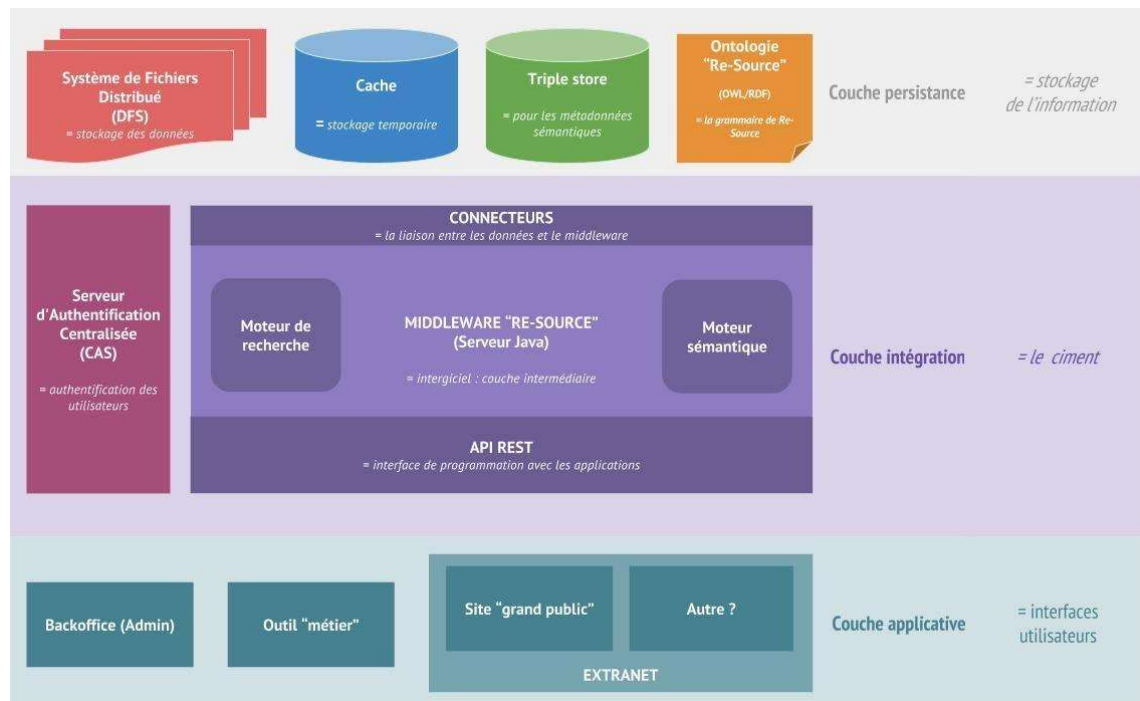 Système de Fichiers
Distribué
(DFS)
= stockage des données
Cache
= stockage temporaire
Triple store
= pour les métadonnées
sémantiques
Ontologie
“Re-Source”
(OWL/RDF)
= la grammaire de Re-
Source
Couche persistance
= stockage
de l'information
Serveur
d'Authentification
Centralisée
(CAS)
= authentification des
utilisateurs
CONNECTEURS
= la liaison entre les données et le middleware
Moteur de
recherche
MIDDLEWARE “RE-SOURCE”
(Serveur Java)
= intergiciel : couche intermédiaire
Moteur
sémantique
API REST
= interface de programmation avec les applications
Couche intégration
= le ciment
Backoffice (Admin)
Outil “métier”
Site “grand public”
Autre ?
EXTRANET
Couche applicative
= interfaces
utilisateurs